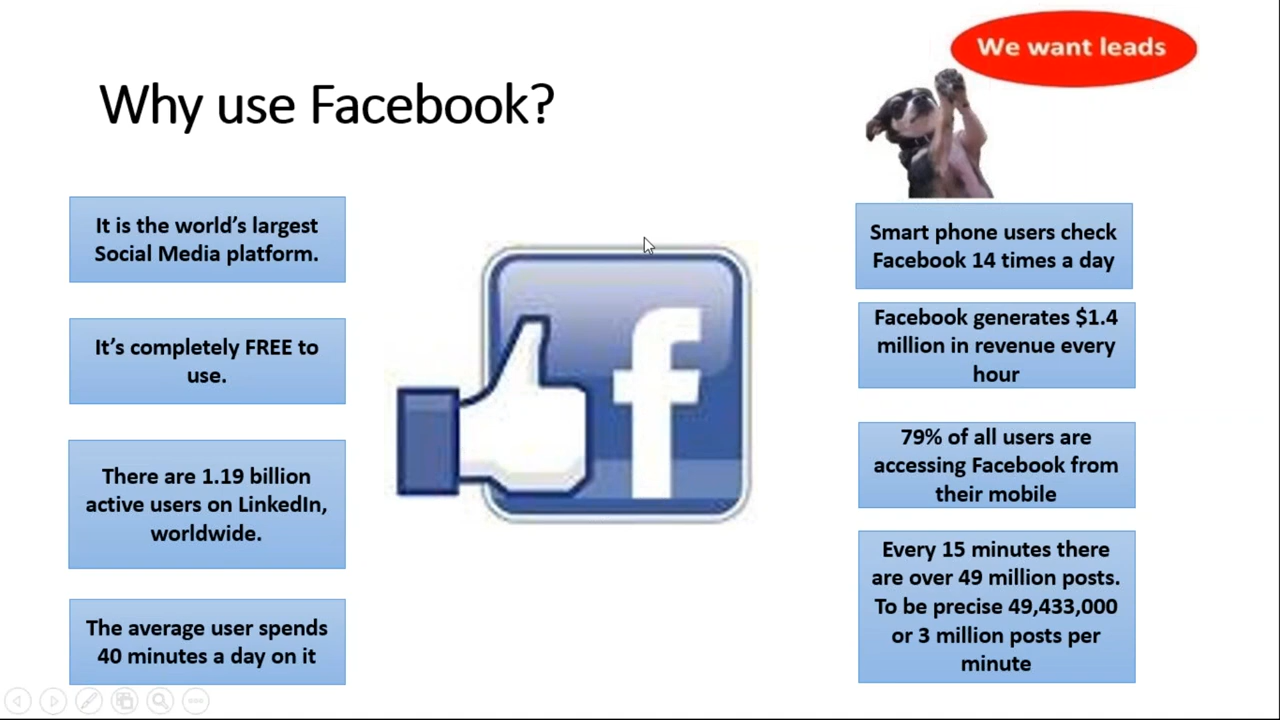 We want leads
Why use Facebook?
It is the world’s largest
Social Media platform.
It’s completely FREE to
use.
There are 1.19 billion
active users on LinkedIn,
worldwide.
The average user spends
40 minutes a day on it
f
Smart phone users check
Facebook 14 times a day
Facebook generates $1.4
million in revenue every
hour
79% of all users are
accessing Facebook from
their mobile
Every 15 minutes there
are over 49 million posts.
To be precise 49,433,000
or 3 million posts per
minute